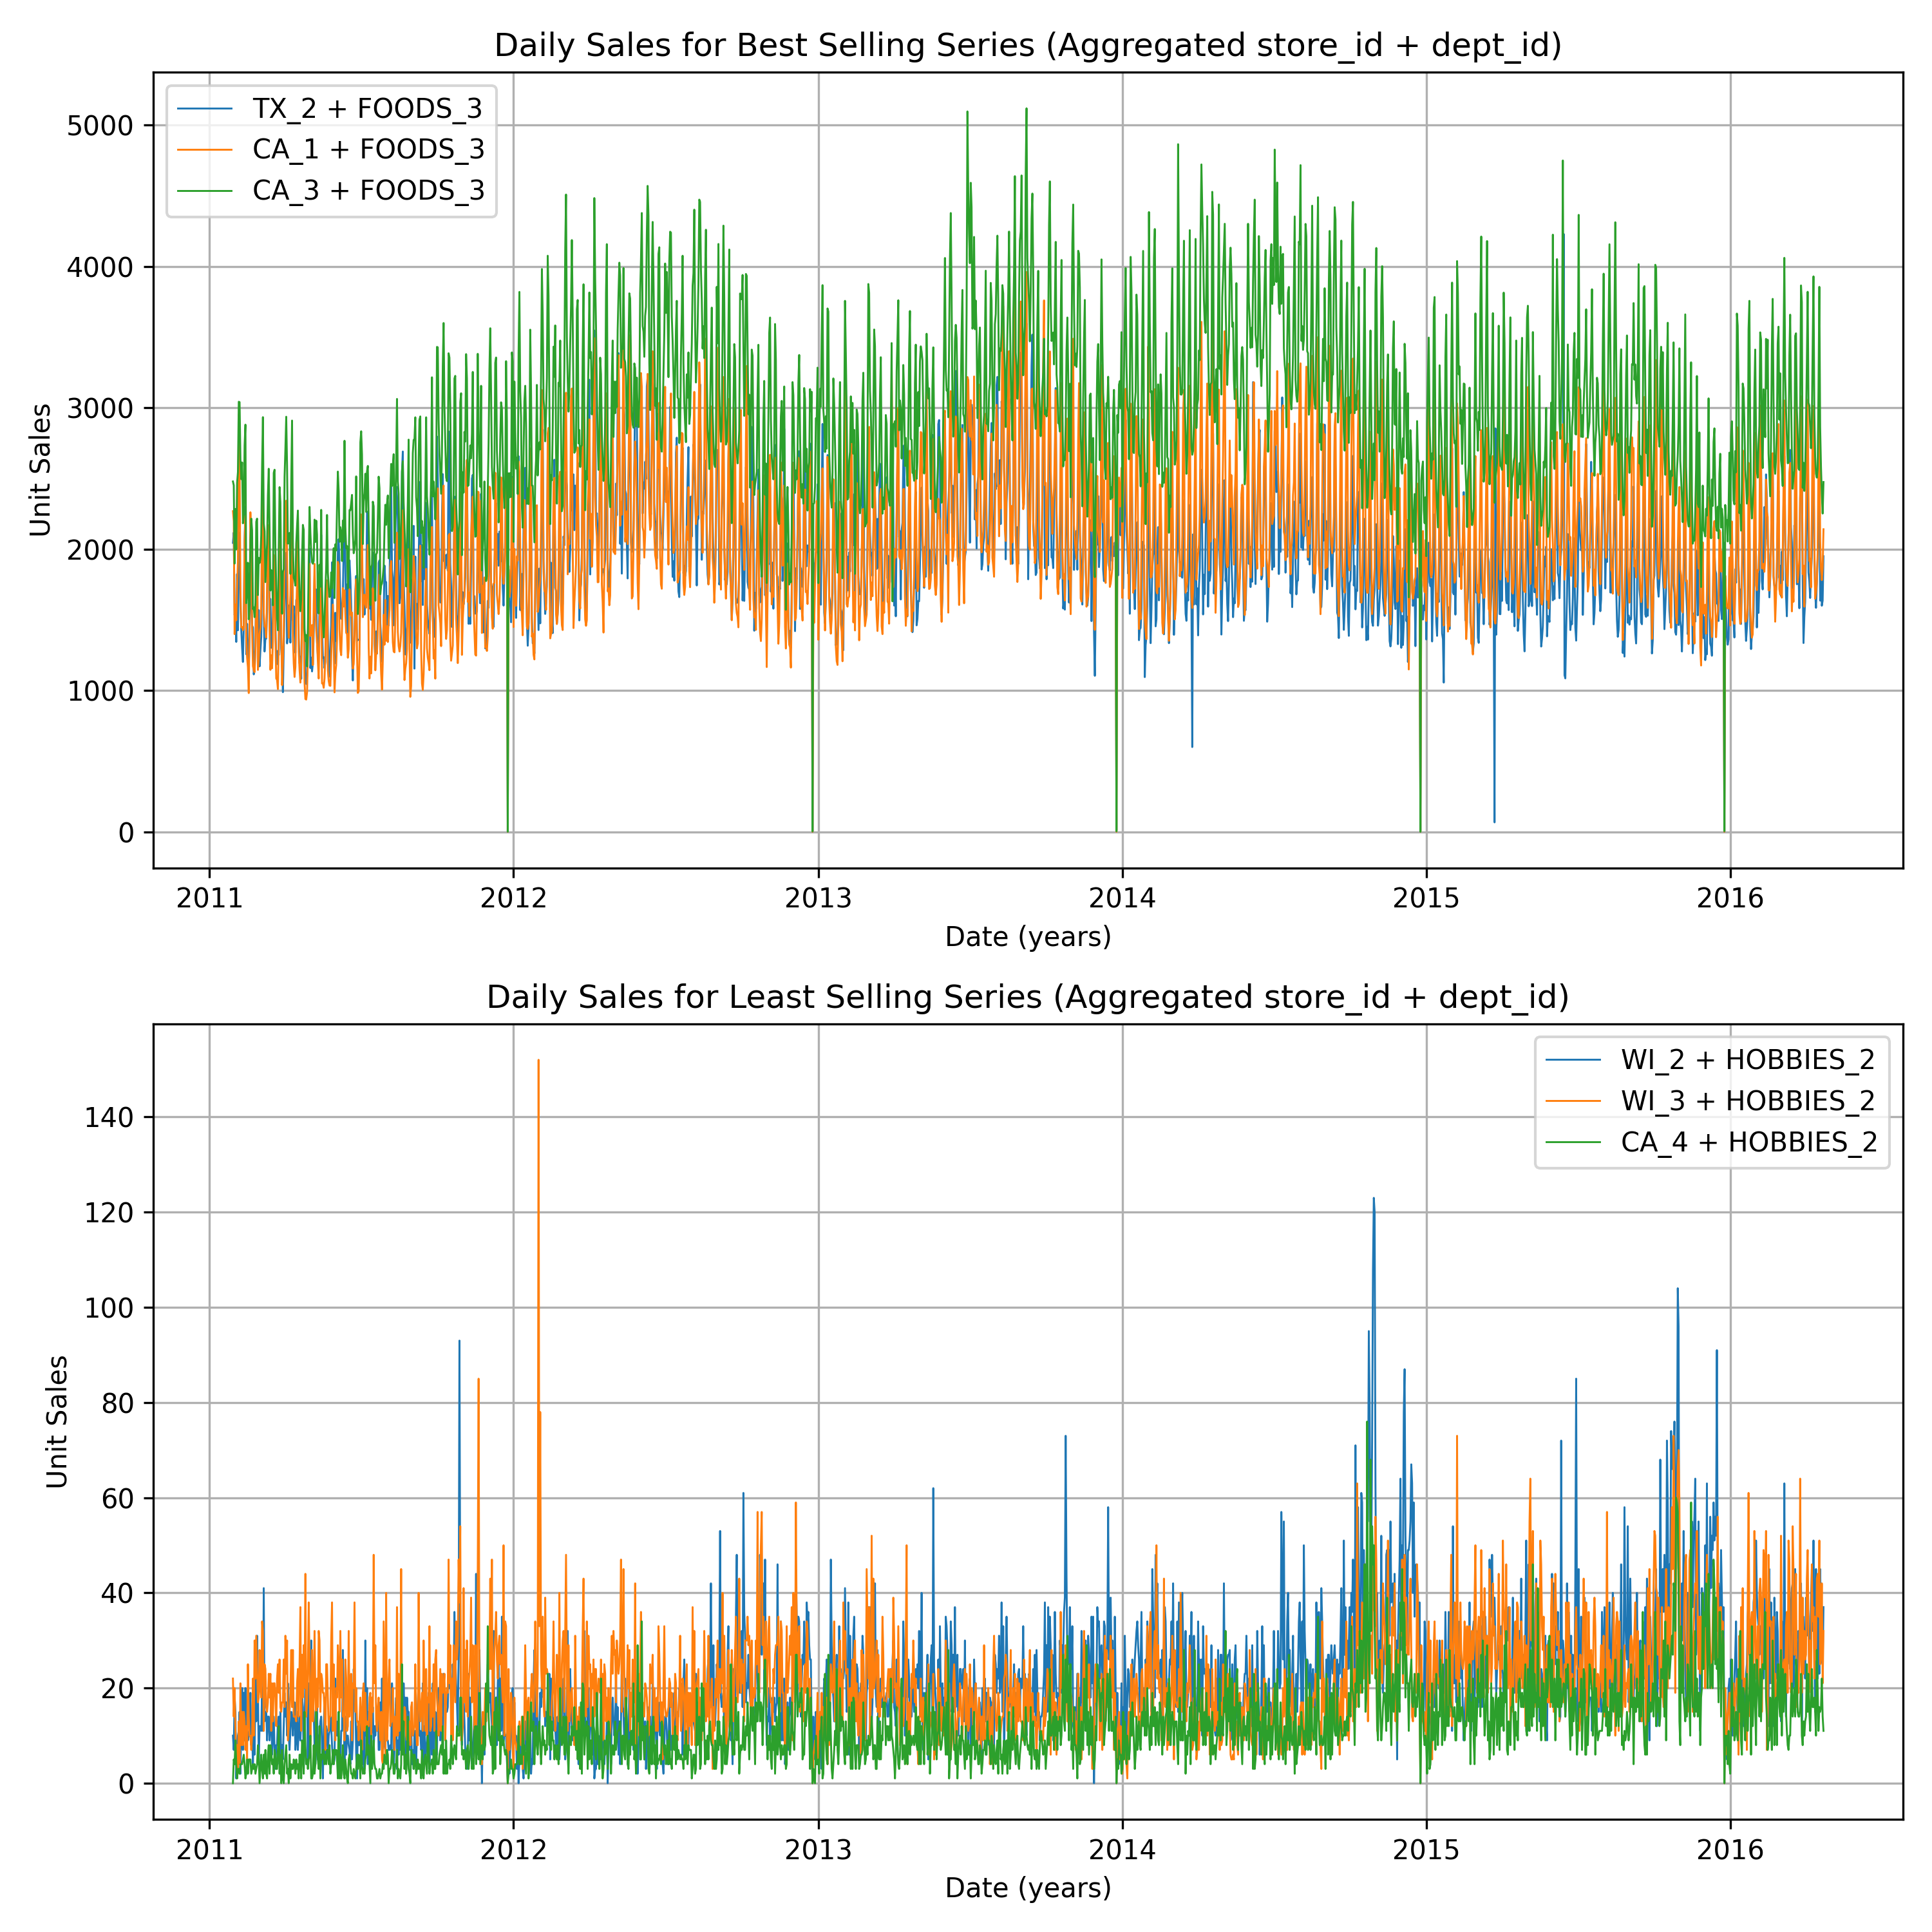 Daily Sales for Best Selling Series (Aggregated store_id + dept_id)
TX_2 + FOODS_3
CA_1 + FOODS_3
CA_3 + FOODS_3
5000
4000
3000
2000
1000
0
Unit Sales
2011 2012 2013 2014 2015 2016
Date (years)
Daily Sales for Least Selling Series (Aggregated store_id + dept_id)
WI_2 + HOBBIES_2
WI_3 + HOBBIES_2
CA_4 + HOBBIES_2
140
120
100
80
60
40
20
0
Unit Sales
2011 2012 2013 2014 2015 2016
Date (years)